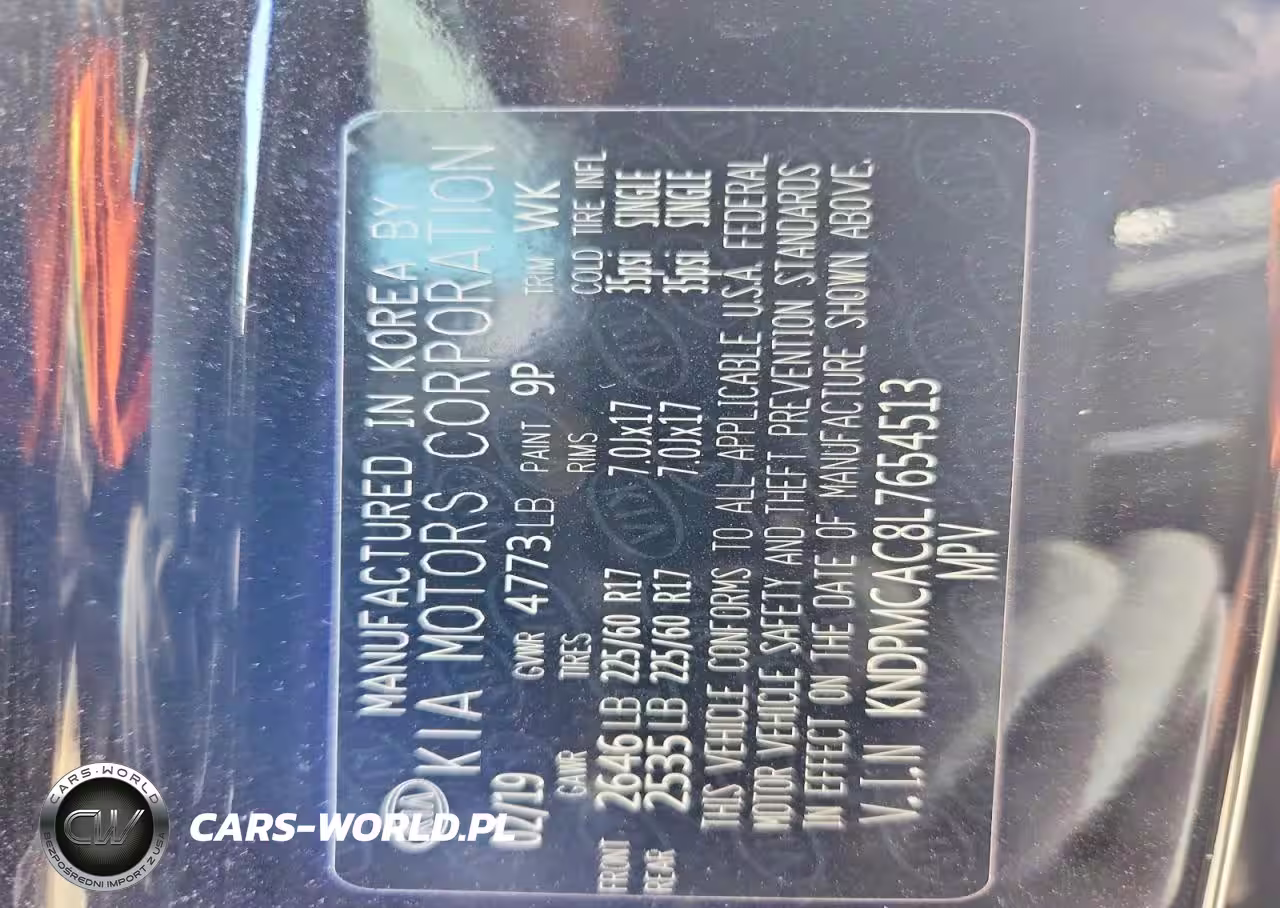 MANUFACTURED IN KOREA BY
KIA MOTORS CORPORATION
02/19 GVWR 4773LB PAINT 9P TRIM WK
GAWR TIRES RIMS COLD TIRE INFL
FRONT 2646LB 225/60 R17 7.0Jx17 35psi SINGLE
REAR 2535LB 225/60 R17 7.0Jx17 35psi SINGLE
THIS VEHICLE CONFORMS TO ALL APPLICABLE U.S.A. FEDERAL
MOTOR VEHICLE SAFETY AND THEFT PREVENTION STANDARDS
IN EFFECT ON THE DATE OF MANUFACTURE SHOWN ABOVE.
V.I.N KNDPMCAC8L7654513
MPV
CARS-WORLD
CW
BEZPOŚREDNI IMPORT Z USA
CARS-WORLD.PL